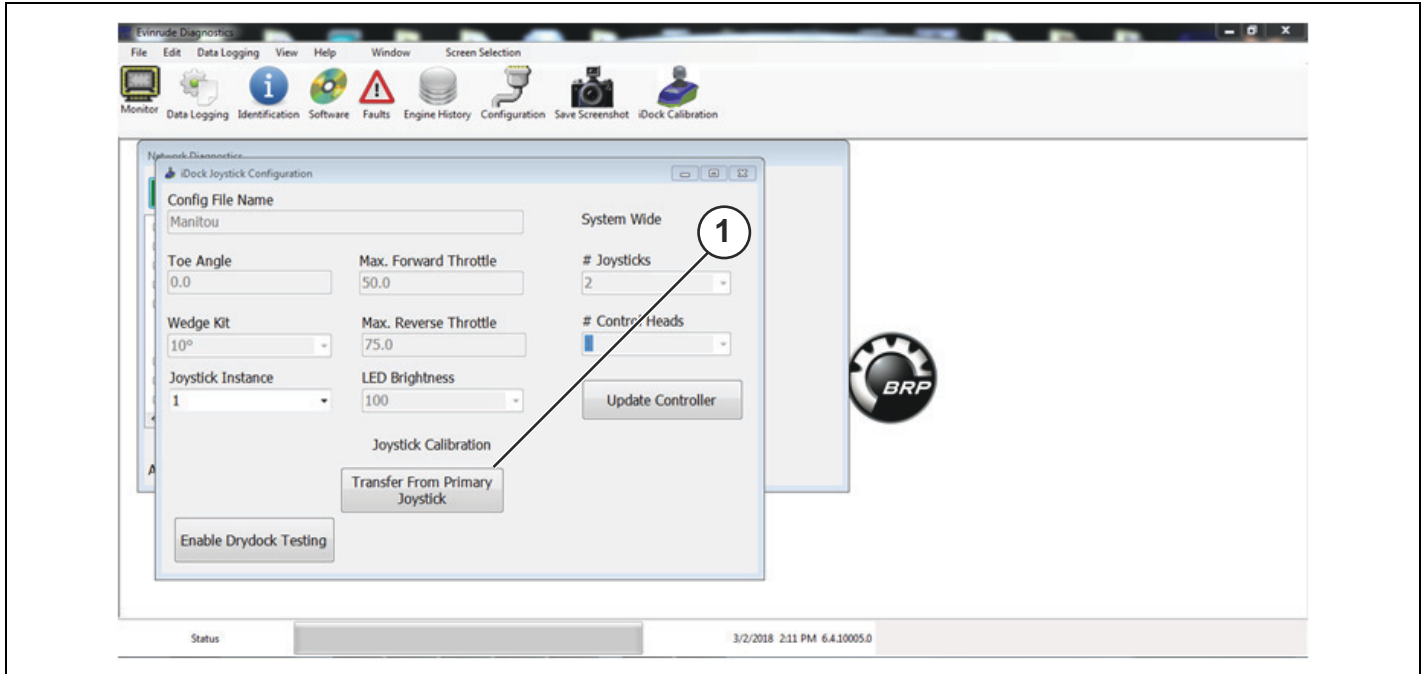 Evinrude Diagnostics
File Edit Data Logging View Help Window Screen Selection
Monitor Data Logging Identification Software Faults Engine History Configuration Save Screenshot iDock Calibration
Network Diagnostics
iDock Joystick Configuration
Config File Name
Manitou
System Wide
1
Toe Angle Max. Forward Throttle # Joysticks
0.0 50.0 2
Wedge Kit Max. Reverse Throttle # Control Heads
10° 75.0
Joystick Instance LED Brightness
1 100 Update Controller
BRP
Joystick Calibration
A
Transfer From Primary
Joystick
Enable Drydock Testing
Status 3/2/2018 2:11 PM 6.4.10005.0